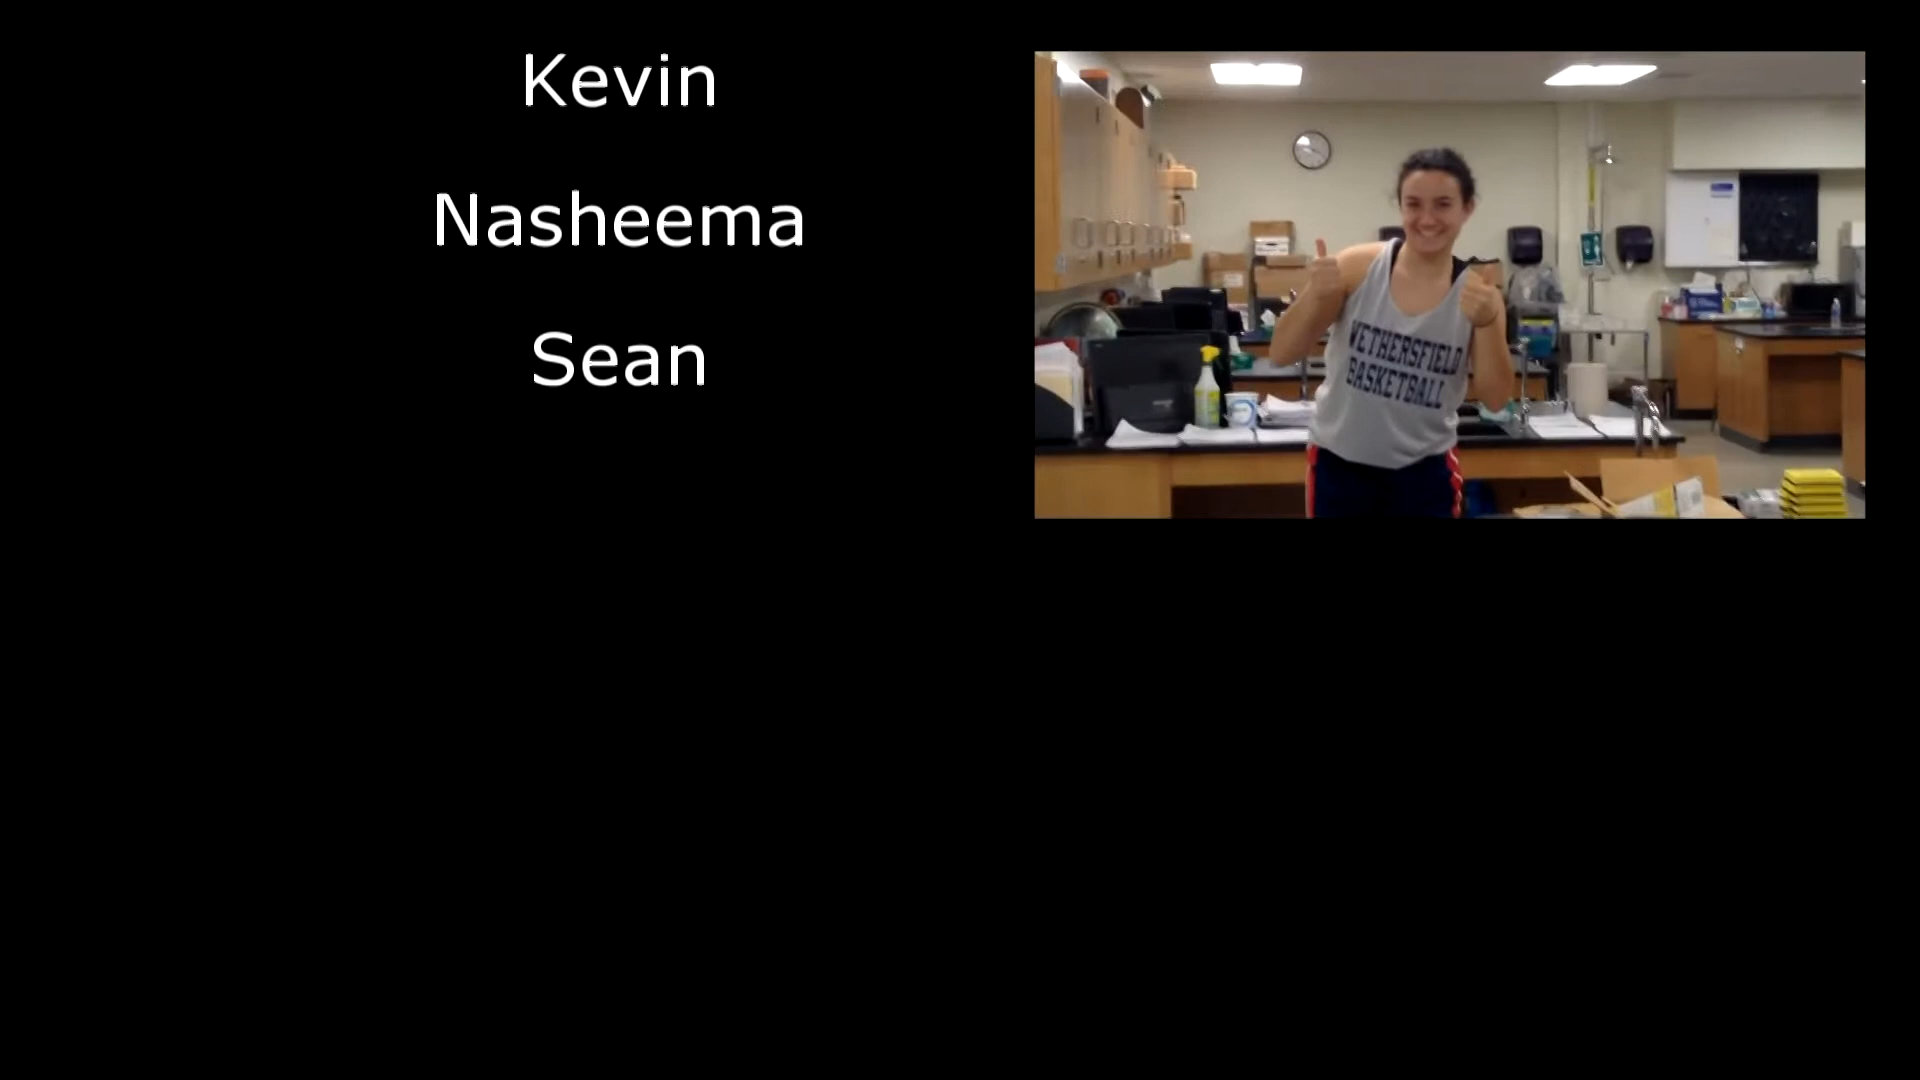 Kevin
Nasheema
Sean
WETHERSFIELD
BASKETBALL